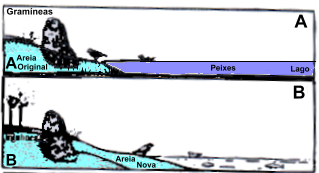 Gramineas
A
Areia
Original
A
Peixes
Lago
B
Areia
Nova
B